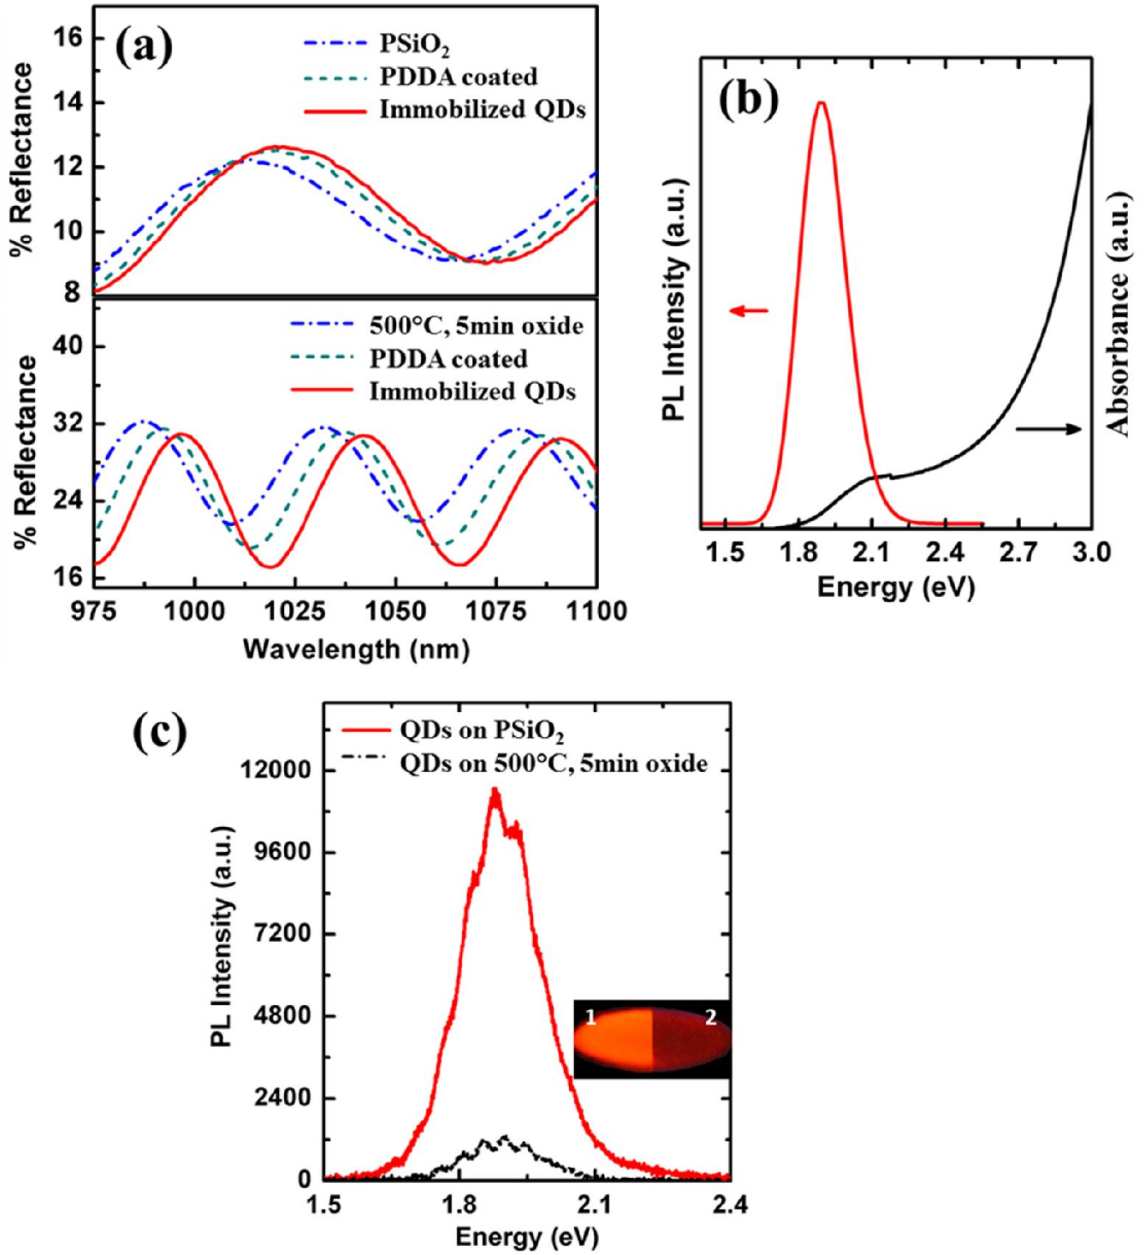 (a)
PSiO2
PDDA coated
Immobilized QDs
16
14
12
10
8
% Reflectance
500°C, 5min oxide
PDDA coated
Immobilized QDs
40
32
24
16
% Reflectance
975 1000 1025 1050 1075 1100
Wavelength (nm)
(b)
PL Intensity (a.u.)
Absorbance (a.u.)
1.5 1.8 2.1 2.4 2.7 3.0
Energy (eV)
(c)
QDs on PSiO2
QDs on 500°C, 5min oxide
12000
9600
7200
4800
2400
0
PL Intensity (a.u.)
1 2
1.5 1.8 2.1 2.4
Energy (eV)